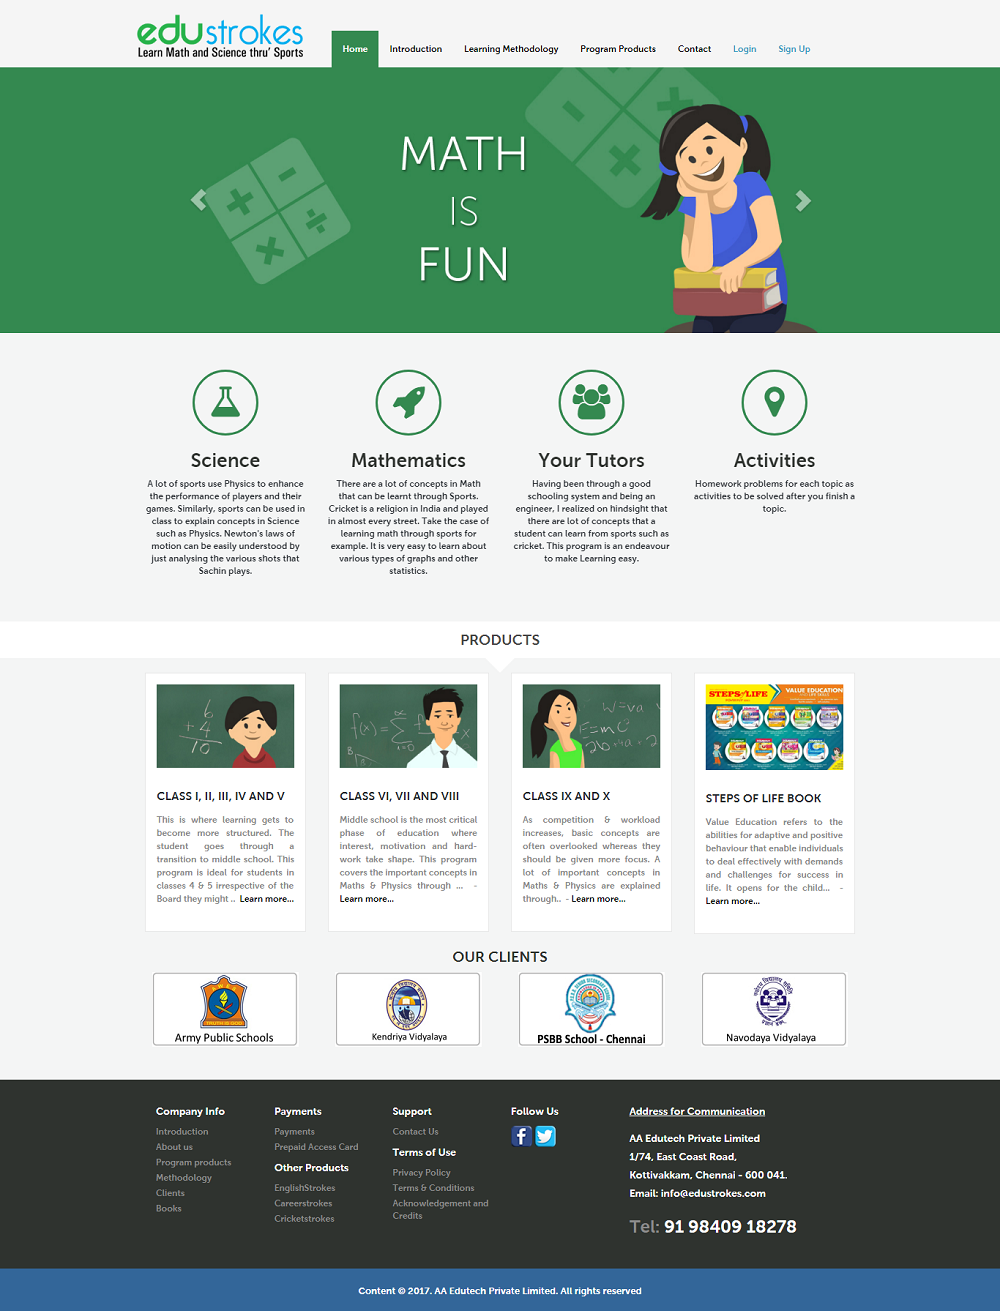 edustrokes
Learn Math and Science thru' Sports
Home
Introduction
Learning Methodology
Program Products
Contact
Login
Sign Up
MATH
IS
FUN
Science
A lot of sports use Physics to enhance
the performance of players and their
games. Similarly, sports can be used in
class to explain concepts in Science
such as Physics. Newton's laws of
motion can be easily understood by
just analysing the various shots that
Sachin plays.
Mathematics
There are a lot of concepts in Math
that can be learnt through Sports.
Cricket is a religion in India and played
in almost every street. Take the case of
learning math through sports for
example. It is very easy to learn about
various types of graphs and other
statistics.
Your Tutors
Having been through a good
schooling system and being an
engineer, I realized on hindsight that
there are lot of concepts that a
student can learn from sports such as
cricket. This program is an endeavour
to make Learning easy.
Activities
Homework problems for each topic as
activities to be solved after you finish a
topic.
PRODUCTS
6
+4
10
CLASS I, II, III, IV AND V
This is where learning gets to
become more structured. The
student goes through a
transition to middle school. This
program is ideal for students in
classes 4 & 5 irrespective of the
Board they might .. Learn more...
f(x)=
CLASS VI, VII AND VIII
Middle school is the most critical
phase of education where
interest, motivation and hard-
work take shape. This program
covers the important concepts in
Maths & Physics through ... -
Learn more...
CLASS IX AND X
As competition & workload
increases, basic concepts are
often overlooked whereas they
should be given more focus. A
lot of important concepts in
Maths & Physics are explained
through.. - Learn more...
STEPS of LIFE
VALUE EDUCATION
STEPS OF LIFE BOOK
Value Education refers to the
abilities for adaptive and positive
behaviour that enable individuals
to deal effectively with demands
and challenges for success in
life. It opens for the child... -
Learn more...
OUR CLIENTS
Army Public Schools
Kendriya Vidyalaya
PSBB School - Chennai
Navodaya Vidyalaya
Company Info
Introduction
About us
Program products
Methodology
Clients
Books
Payments
Payments
Prepaid Access Card
Other Products
EnglishStrokes
Careerstrokes
Cricketstrokes
Support
Contact Us
Terms of Use
Privacy Policy
Terms & Conditions
Acknowledgement and
Credits
Follow Us
Address for Communication
AA Edutech Private Limited
1/74, East Coast Road,
Kottivakkam, Chennai - 600 041.
Email: info@edustrokes.com
Tel: 91 98409 18278
Content © 2017. AA Edutech Private Limited. All rights reserved